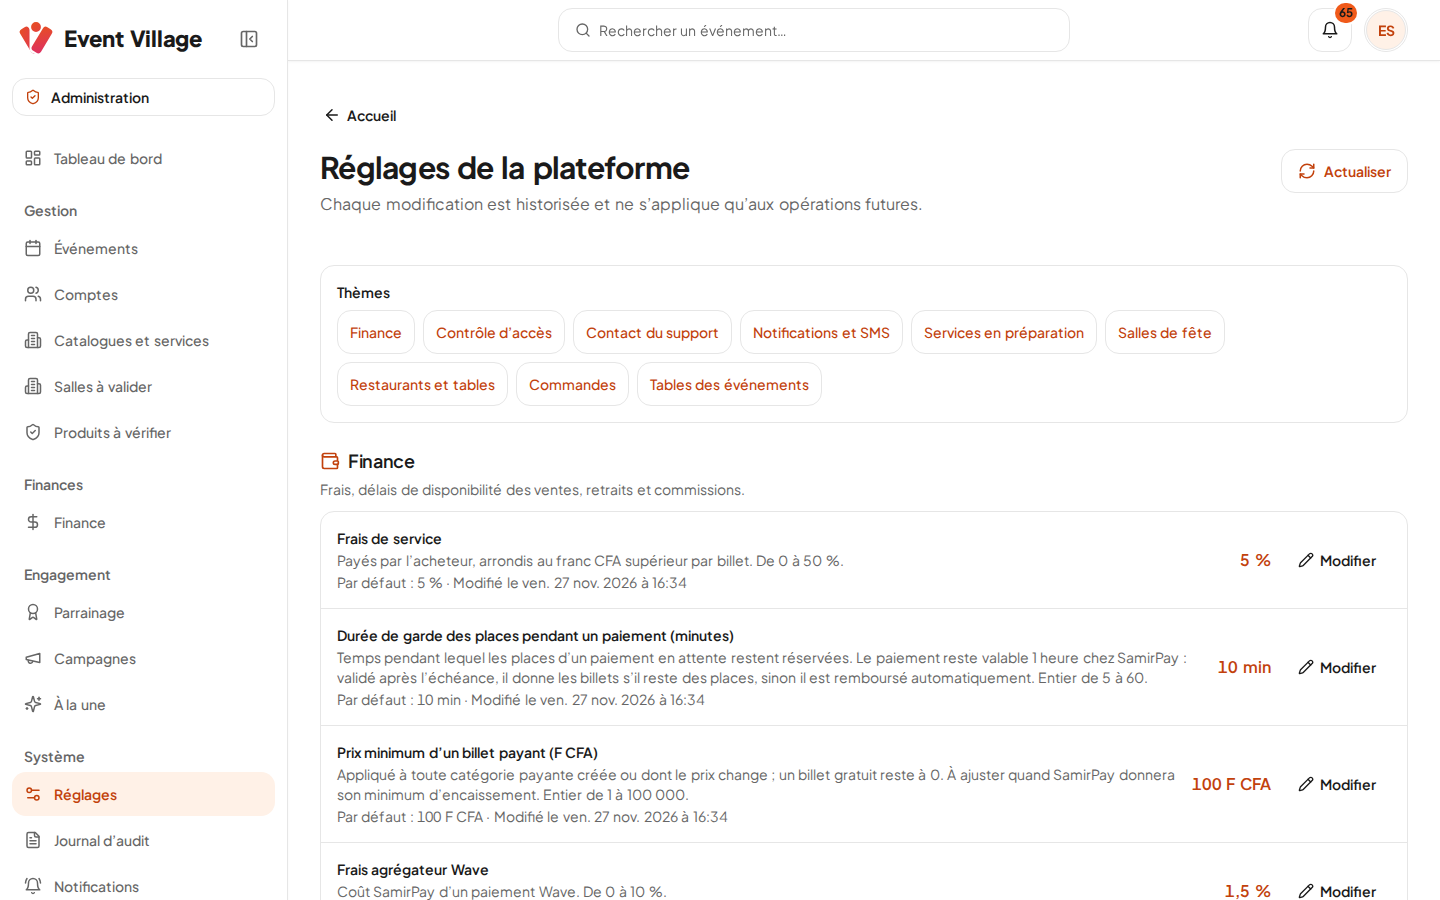 Event Village
Rechercher un événement…
65
ES
Administration
Tableau de bord
Gestion
Événements
Comptes
Catalogues et services
Salles à valider
Produits à vérifier
Finances
Finance
Engagement
Parrainage
Campagnes
À la une
Système
Réglages
Journal d’audit
Notifications
Accueil
Réglages de la plateforme
Actualiser
Chaque modification est historisée et ne s’applique qu’aux opérations futures.
Thèmes
Finance
Contrôle d’accès
Contact du support
Notifications et SMS
Services en préparation
Salles de fête
Restaurants et tables
Commandes
Tables des événements
Finance
Frais, délais de disponibilité des ventes, retraits et commissions.
Frais de service
Payés par l’acheteur, arrondis au franc CFA supérieur par billet. De 0 à 50 %.
Par défaut : 5 % · Modifié le ven. 27 nov. 2026 à 16:34
5 %
Modifier
Durée de garde des places pendant un paiement (minutes)
Temps pendant lequel les places d’un paiement en attente restent réservées. Le paiement reste valable 1 heure chez SamirPay :
validé après l’échéance, il donne les billets s’il reste des places, sinon il est remboursé automatiquement. Entier de 5 à 60.
Par défaut : 10 min · Modifié le ven. 27 nov. 2026 à 16:34
10 min
Modifier
Prix minimum d’un billet payant (F CFA)
Appliqué à toute catégorie payante créée ou dont le prix change ; un billet gratuit reste à 0. À ajuster quand SamirPay donnera
son minimum d’encaissement. Entier de 1 à 100 000.
Par défaut : 100 F CFA · Modifié le ven. 27 nov. 2026 à 16:34
100 F CFA
Modifier
Frais agrégateur Wave
Coût SamirPay d’un paiement Wave. De 0 à 10 %.
1,5 %
Modifier